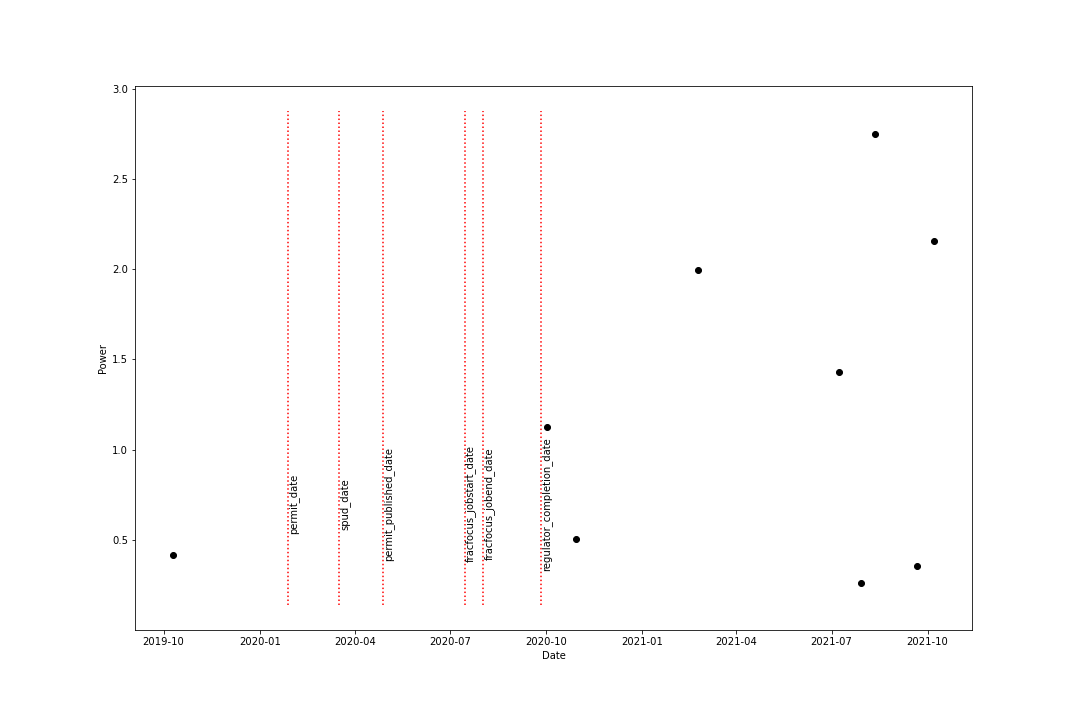 3.0
2.5
2.0
1.5
1.0
0.5
Power
permit_date
spud_date
permit_published_date
fracfocus_jobstart_date
fracfocus_jobend_date
regulator_completion_date
2019-10
2020-01
2020-04
2020-07
2020-10
2021-01
2021-04
2021-07
2021-10
Date